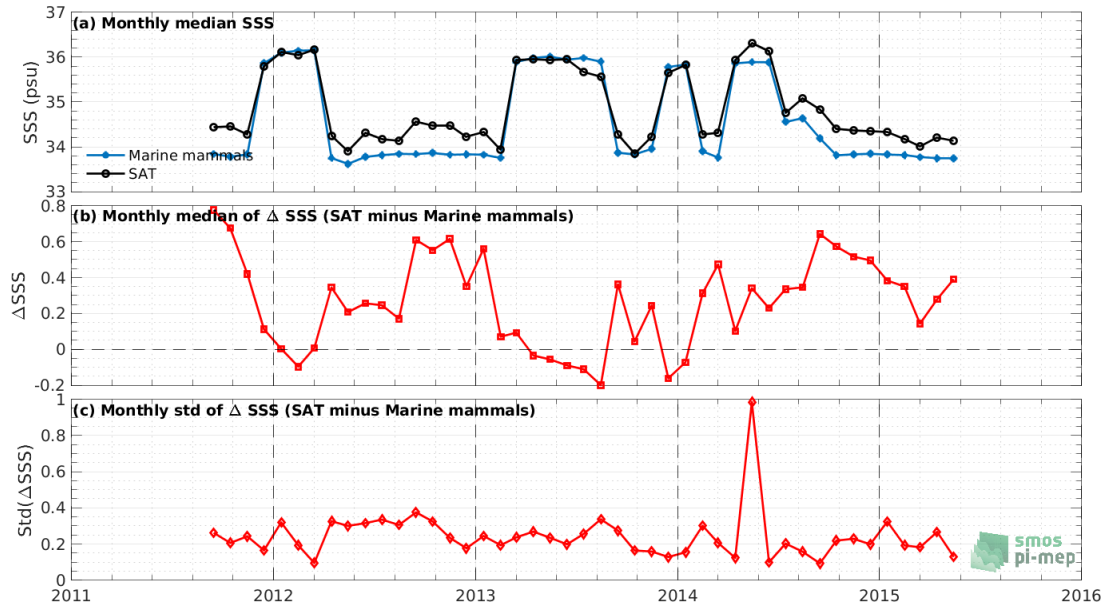 (a) Monthly median SSS
37
36
35
34
33
SSS (psu)
Marine mammals
SAT
(b) Monthly median of Δ SSS (SAT minus Marine mammals)
0.8
0.6
0.4
0.2
0
-0.2
ΔSSS
(c) Monthly std of Δ SSS (SAT minus Marine mammals)
1
0.8
0.6
0.4
0.2
0
Std(ΔSSS)
smos
pi-mep
2011 2012 2013 2014 2015 2016